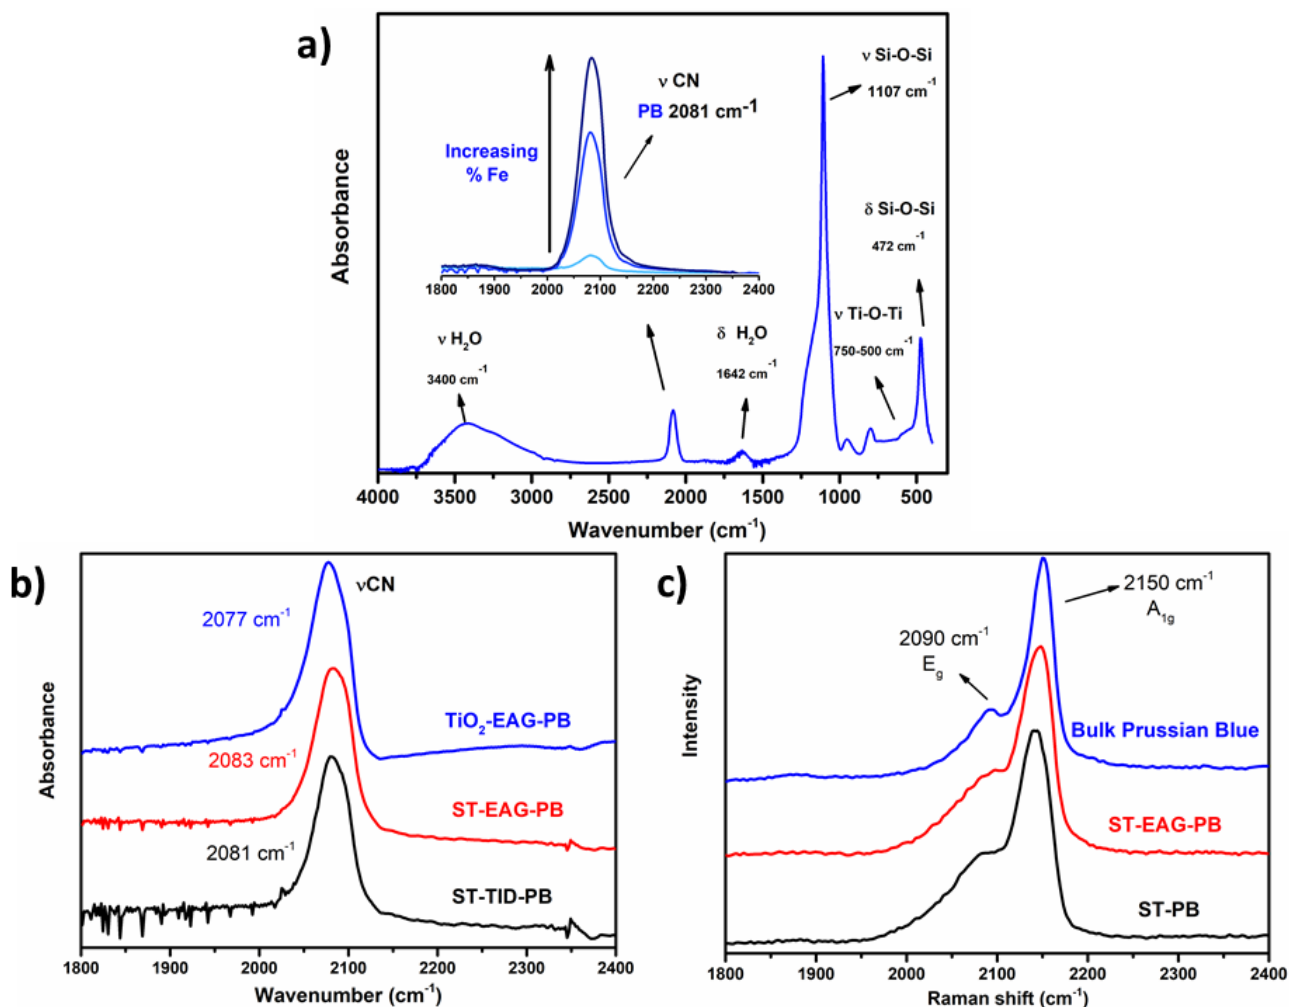 a)
ν CN
PB 2081 cm⁻¹
Increasing
% Fe
1800 1900 2000 2100 2200 2300 2400
ν Si-O-Si
1107 cm⁻¹
δ Si-O-Si
472 cm⁻¹
ν Ti-O-Ti
750-500 cm⁻¹
ν H₂O
3400 cm⁻¹
δ H₂O
1642 cm⁻¹
Absorbance
4000 3500 3000 2500 2000 1500 1000 500
Wavenumber (cm⁻¹)
b)
νCN
2077 cm⁻¹
TiO₂-EAG-PB
2083 cm⁻¹
ST-EAG-PB
2081 cm⁻¹
ST-TID-PB
Absorbance
1800 1900 2000 2100 2200 2300 2400
Wavenumber (cm⁻¹)
c)
2150 cm⁻¹
A₁g
2090 cm⁻¹
Eg
Bulk Prussian Blue
ST-EAG-PB
ST-PB
Intensity
1800 1900 2000 2100 2200 2300 2400
Raman shift (cm⁻¹)